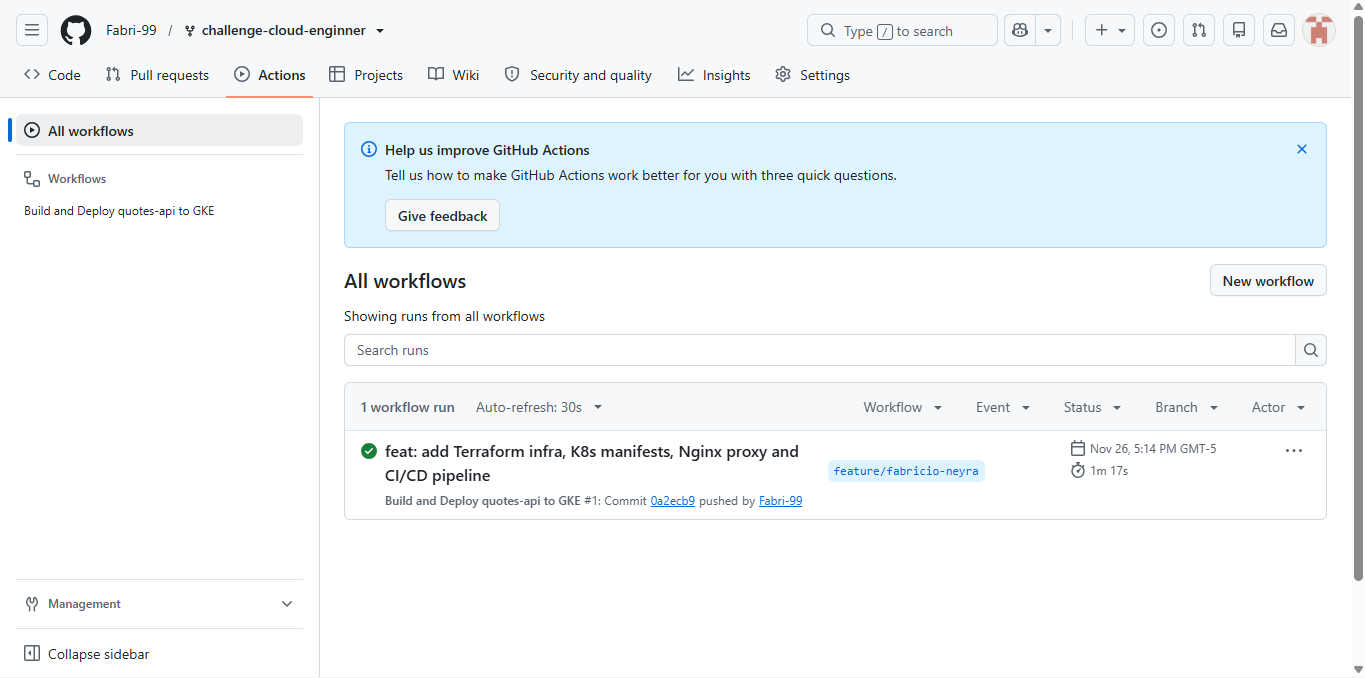 Fabri-99 / challenge-cloud-enginner
Type / to search
Code Pull requests Actions Projects Wiki Security and quality Insights Settings
All workflows
Workflows
Build and Deploy quotes-api to GKE
Management
Collapse sidebar
Help us improve GitHub Actions
Tell us how to make GitHub Actions work better for you with three quick questions.
Give feedback
All workflows
New workflow
Showing runs from all workflows
Search runs
1 workflow run Auto-refresh: 30s Workflow Event Status Branch Actor
feat: add Terraform infra, K8s manifests, Nginx proxy and
CI/CD pipeline
Build and Deploy quotes-api to GKE #1: Commit 0a2ecb9 pushed by Fabri-99
feature/fabricio-neyra
Nov 26, 5:14 PM GMT-5
1m 17s